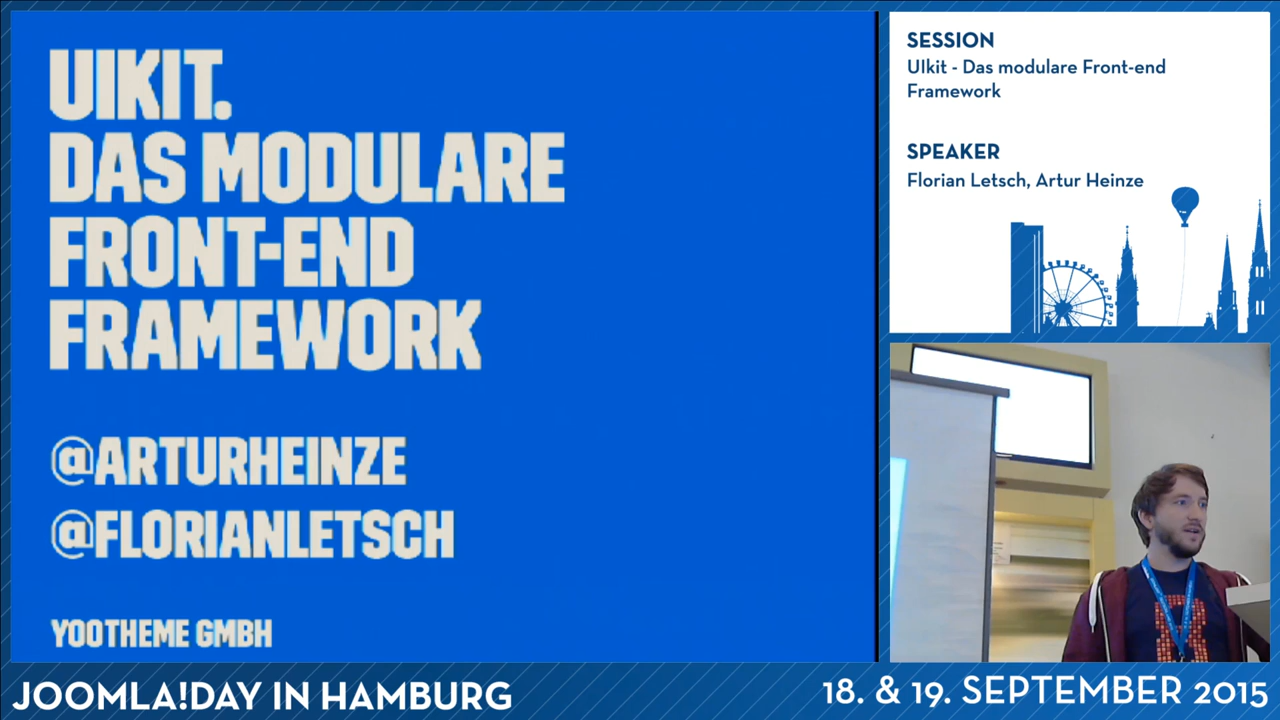 UIKIT.
DAS MODULARE
FRONT-END
FRAMEWORK
@ARTURHEINZE
@FLORIANLETSCH
YOOTHEME GMBH
SESSION
UIkit - Das modulare Front-end
Framework
SPEAKER
Florian Letsch, Artur Heinze
JOOMLA!DAY IN HAMBURG
18. & 19. SEPTEMBER 2015